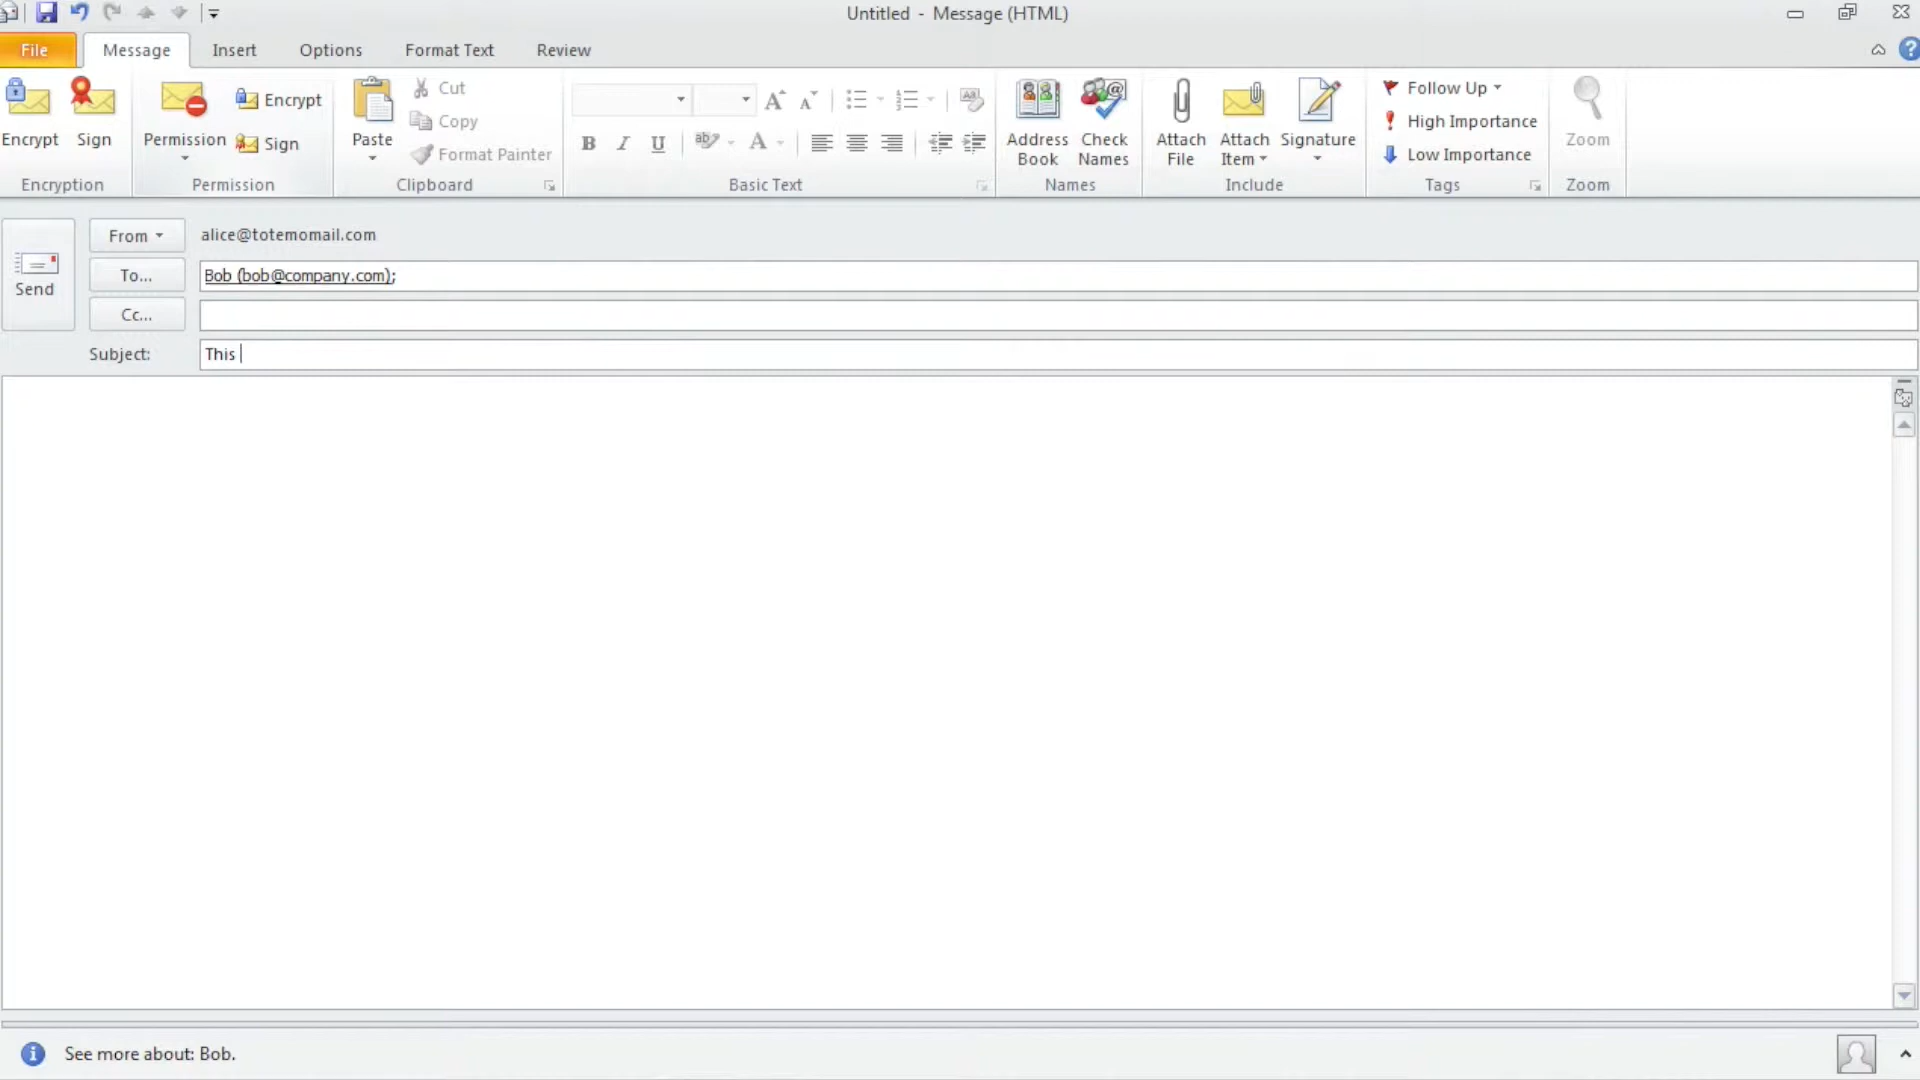 Untitled - Message (HTML)
File Message Insert Options Format Text Review
Encrypt Sign
Encryption
Permission Encrypt Sign
Permission
Paste Cut Copy Format Painter
Clipboard
B I U
Basic Text
Address Book Check Names
Names
Attach File Attach Item Signature
Include
Follow Up
High Importance
Low Importance
Tags
Zoom
Zoom
Send
From alice@totemomail.com
To... Bob (bob@company.com);
Cc...
Subject: This
See more about: Bob.